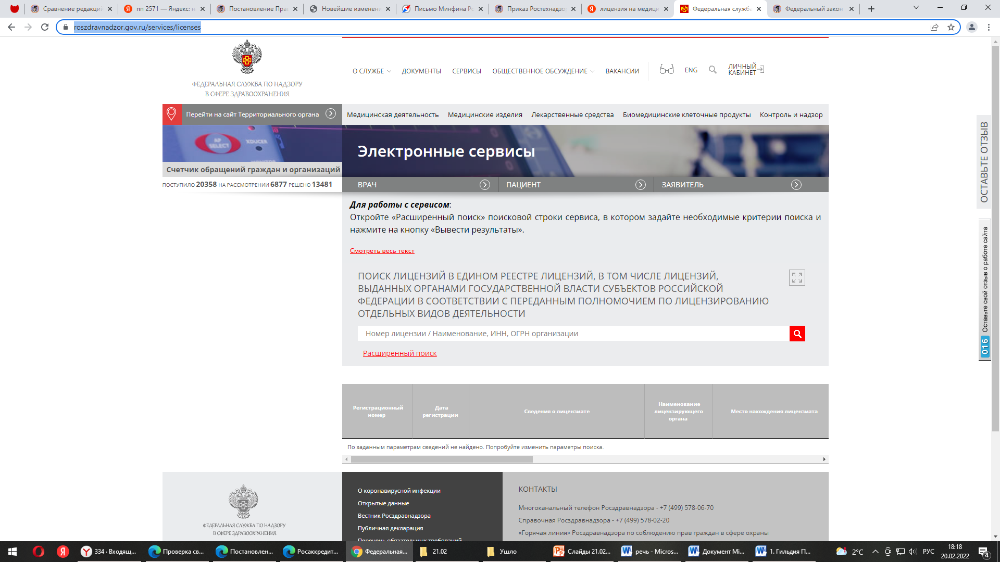 Сравнение редакций
пп 2571 — Яндекс: н
Постановление Пра
Новейшие изменени
Письмо Минфина Ро
Приказ Ростехнадзо
лицензия на медици
Федеральная служба
Федеральный закон
roszdravnadzor.gov.ru/services/licenses
ФЕДЕРАЛЬНАЯ СЛУЖБА ПО НАДЗОРУ
В СФЕРЕ ЗДРАВООХРАНЕНИЯ
О СЛУЖБЕ
ДОКУМЕНТЫ
СЕРВИСЫ
ОБЩЕСТВЕННОЕ ОБСУЖДЕНИЕ
ВАКАНСИИ
ENG
ЛИЧНЫЙ
КАБИНЕТ
Перейти на сайт Территориального органа
Медицинская деятельность
Медицинские изделия
Лекарственные средства
Биомедицинские клеточные продукты
Контроль и надзор
AP
SELECT
XDUCER
MONITOR
Электронные сервисы
Счетчик обращений граждан и организаций
ПОСТУПИЛО 20358 НА РАССМОТРЕНИИ 6877 РЕШЕНО 13481
ВРАЧ
ПАЦИЕНТ
ЗАЯВИТЕЛЬ
Для работы с сервисом:
Откройте «Расширенный поиск» поисковой строки сервиса, в котором задайте необходимые критерии поиска и
нажмите на кнопку «Вывести результаты».
Смотреть весь текст
ПОИСК ЛИЦЕНЗИЙ В ЕДИНОМ РЕЕСТРЕ ЛИЦЕНЗИЙ, В ТОМ ЧИСЛЕ ЛИЦЕНЗИЙ,
ВЫДАННЫХ ОРГАНАМИ ГОСУДАРСТВЕННОЙ ВЛАСТИ СУБЪЕКТОВ РОССИЙСКОЙ
ФЕДЕРАЦИИ В СООТВЕТСТВИИ С ПЕРЕДАННЫМ ПОЛНОМОЧИЕМ ПО ЛИЦЕНЗИРОВАНИЮ
ОТДЕЛЬНЫХ ВИДОВ ДЕЯТЕЛЬНОСТИ
Номер лицензии / Наименование, ИНН, ОГРН организации
Расширенный поиск
Регистрационный
номер
Дата
регистрации
Сведения о лицензиате
Наименование
лицензирующего
органа
Место нахождения лицензиата
По заданным параметрам сведений не найдено. Попробуйте изменить параметры поиска.
ОСТАВЬТЕ ОТЗЫВ
Оставьте свой отзыв о работе сайта
016
ФЕДЕРАЛЬНАЯ СЛУЖБА ПО НАДЗОРУ
В СФЕРЕ ЗДРАВООХРАНЕНИЯ
О коронавирусной инфекции
Открытые данные
Вестник Росздравнадзора
Публичная декларация
Перечень обязательных требований
КОНТАКТЫ
Многоканальный телефон Росздравнадзора - +7 (499) 578-06-70
Справочная Росздравнадзора - +7 (499) 578-02-20
«Горячая линия» Росздравнадзора по соблюдению прав граждан в сфере охраны
334 · Входящ...
Проверка св...
Постановлен...
Росаккредит...
Федеральная...
21.02
Ушло
Слайды 21.02...
речь - Micros...
Документ Mi...
1. Гильдия П...
2°C
РУС
18:18
20.02.2022
4